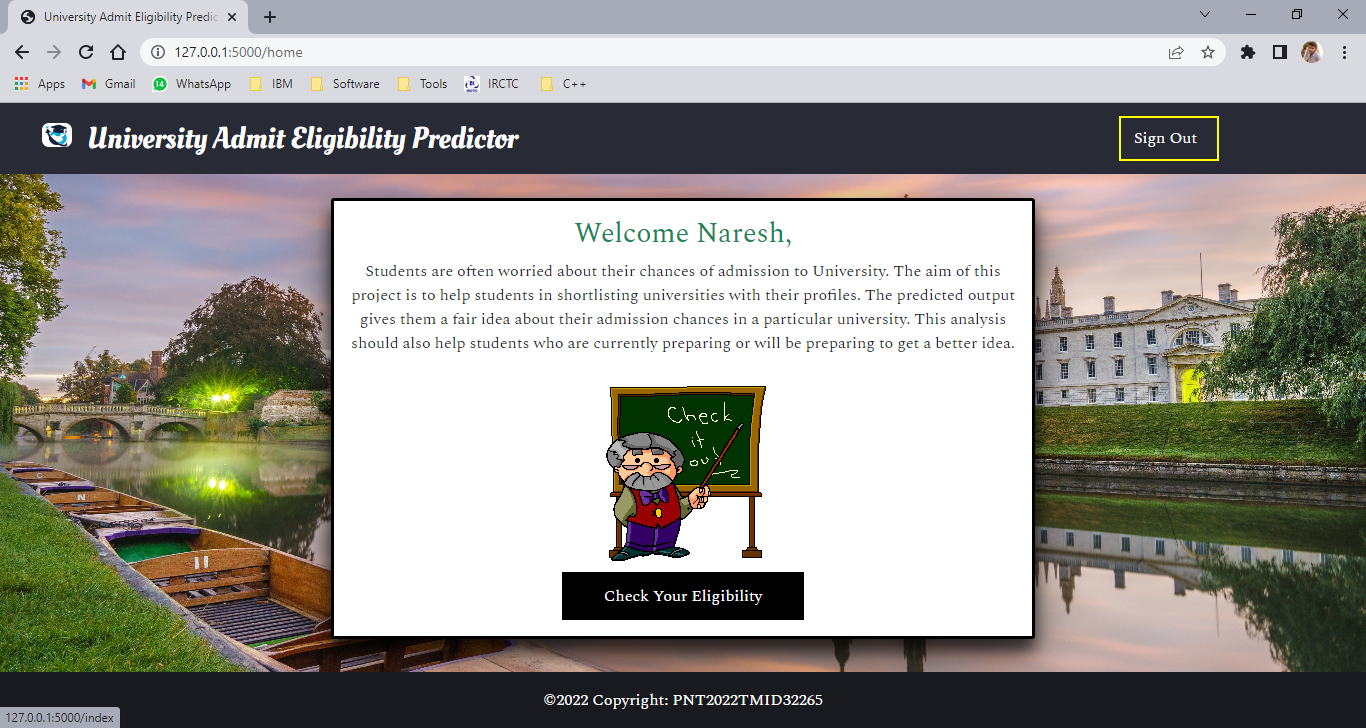 University Admit Eligibility Predic
127.0.0.1:5000/home
Apps Gmail 14 WhatsApp IBM Software Tools IRCTC C++
University Admit Eligibility Predictor
Sign Out
Welcome Naresh,
Students are often worried about their chances of admission to University. The aim of this
project is to help students in shortlisting universities with their profiles. The predicted output
gives them a fair idea about their admission chances in a particular university. This analysis
should also help students who are currently preparing or will be preparing to get a better idea.
Check
it
out
Check Your Eligibility
©2022 Copyright: PNT2022TMID32265
127.0.0.1:5000/index